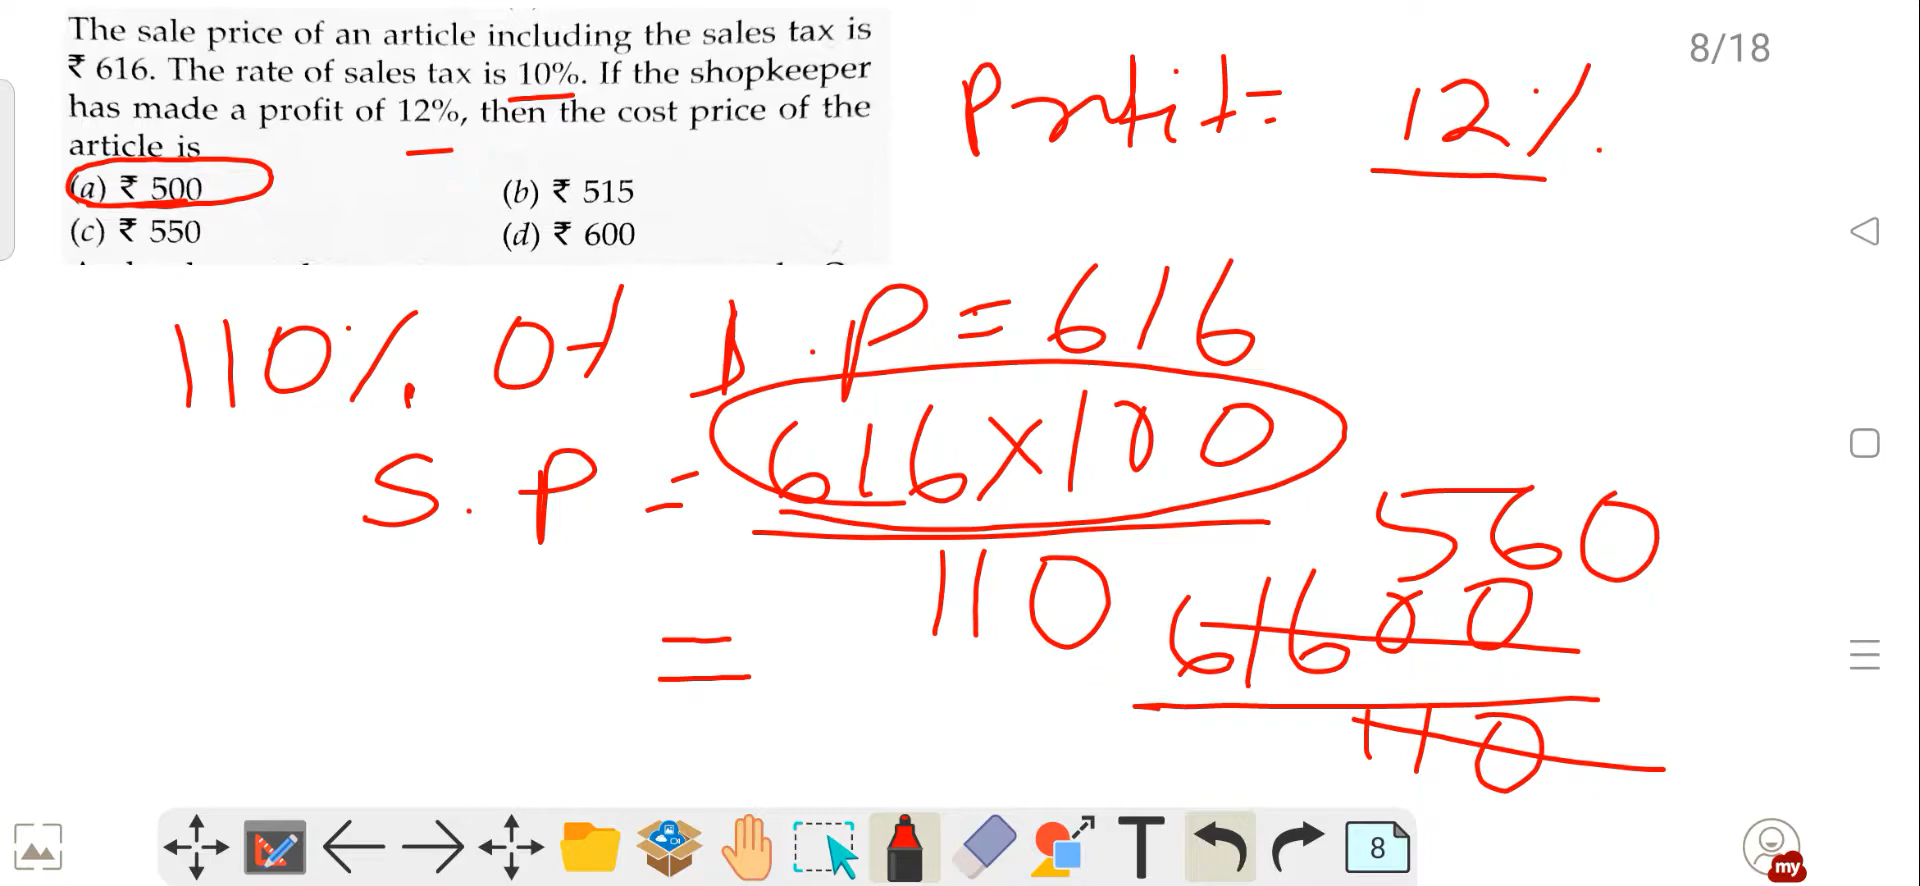 The sale price of an article including the sales tax is
₹ 616. The rate of sales tax is 10%. If the shopkeeper
has made a profit of 12%, then the cost price of the
article is
(a) ₹ 500
(b) ₹ 515
(c) ₹ 550
(d) ₹ 600
8/18
Profit = 12%.
110% of S.P = 616
S.P = 616×100
110
=
560
61600
110
T
8
my